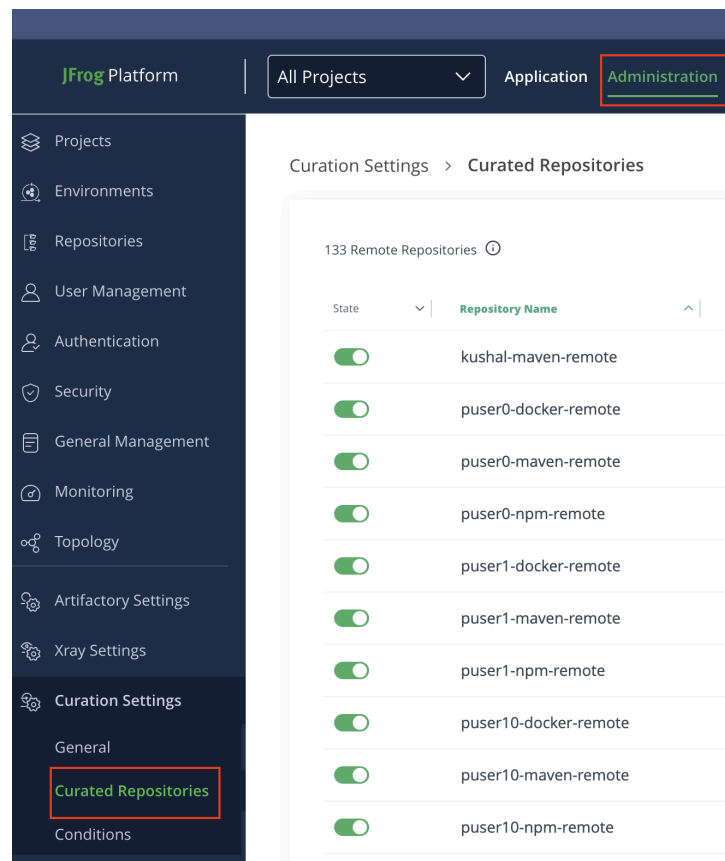 JFrog Platform
All Projects
Application
Administration
Projects
Environments
Repositories
User Management
Authentication
Security
General Management
Monitoring
Topology
Artifactory Settings
Xray Settings
Curation Settings
General
Curated Repositories
Conditions
Curation Settings > Curated Repositories
133 Remote Repositories
State
Repository Name
kushal-maven-remote
puser0-docker-remote
puser0-maven-remote
puser0-npm-remote
puser1-docker-remote
puser1-maven-remote
puser1-npm-remote
puser10-docker-remote
puser10-maven-remote
puser10-npm-remote